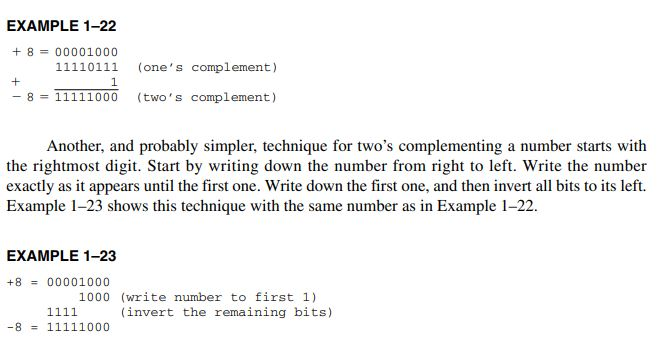 EXAMPLE 1–22
+ 8 = 00001000
11110111 (one's complement)
+ 1
– 8 = 11111000 (two's complement)
Another, and probably simpler, technique for two's complementing a number starts with
the rightmost digit. Start by writing down the number from right to left. Write the number
exactly as it appears until the first one. Write down the first one, and then invert all bits to its left.
Example 1–23 shows this technique with the same number as in Example 1–22.
EXAMPLE 1–23
+8 = 00001000
1000 (write number to first 1)
1111 (invert the remaining bits)
-8 = 11111000